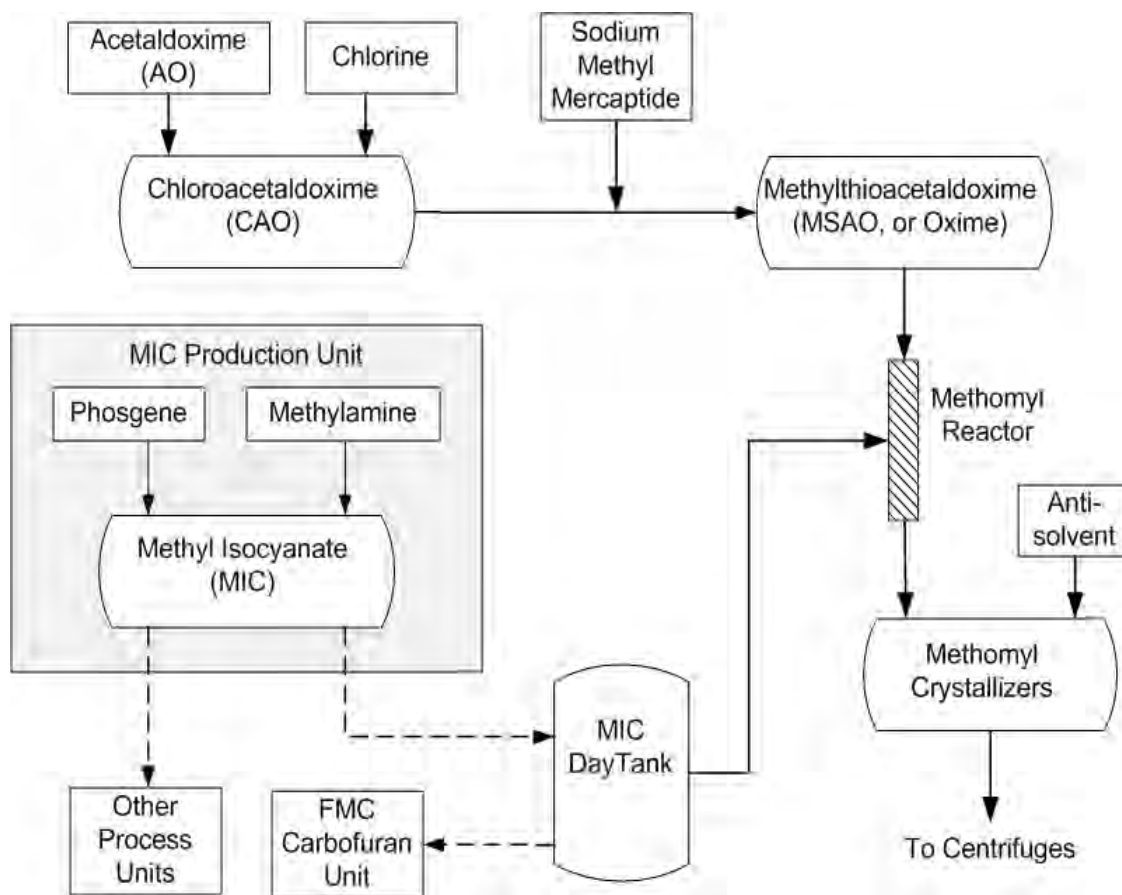 Acetaldoxime
(AO)
Chlorine
Sodium
Methyl
Mercaptide
Chloroacetaldoxime
(CAO)
Methylthioacetaldoxime
(MSAO, or Oxime)
MIC Production Unit
Phosgene
Methylamine
Methyl Isocyanate
(MIC)
Methomyl
Reactor
Anti-
solvent
Methomyl
Crystallizers
MIC
DayTank
Other
Process
Units
FMC
Carbofuran
Unit
To Centrifuges